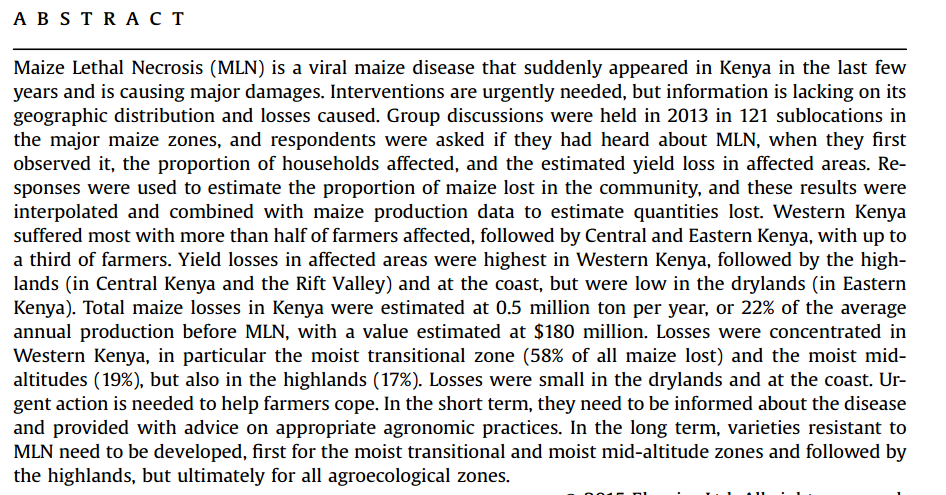 A B S T R A C T
Maize Lethal Necrosis (MLN) is a viral maize disease that suddenly appeared in Kenya in the last few
years and is causing major damages. Interventions are urgently needed, but information is lacking on its
geographic distribution and losses caused. Group discussions were held in 2013 in 121 sublocations in
the major maize zones, and respondents were asked if they had heard about MLN, when they first
observed it, the proportion of households affected, and the estimated yield loss in affected areas. Re-
sponses were used to estimate the proportion of maize lost in the community, and these results were
interpolated and combined with maize production data to estimate quantities lost. Western Kenya
suffered most with more than half of farmers affected, followed by Central and Eastern Kenya, with up to
a third of farmers. Yield losses in affected areas were highest in Western Kenya, followed by the high-
lands (in Central Kenya and the Rift Valley) and at the coast, but were low in the drylands (in Eastern
Kenya). Total maize losses in Kenya were estimated at 0.5 million ton per year, or 22% of the average
annual production before MLN, with a value estimated at $180 million. Losses were concentrated in
Western Kenya, in particular the moist transitional zone (58% of all maize lost) and the moist mid-
altitudes (19%), but also in the highlands (17%). Losses were small in the drylands and at the coast. Ur-
gent action is needed to help farmers cope. In the short term, they need to be informed about the disease
and provided with advice on appropriate agronomic practices. In the long term, varieties resistant to
MLN need to be developed, first for the moist transitional and moist mid-altitude zones and followed by
the highlands, but ultimately for all agroecological zones.